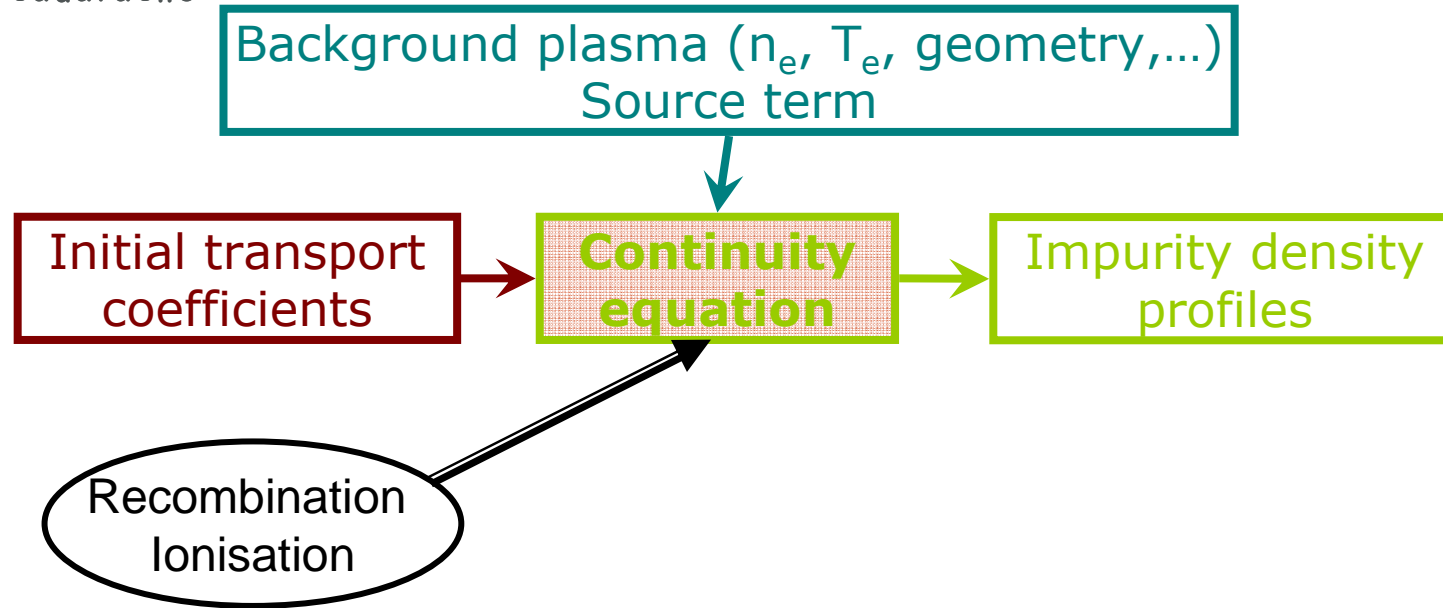 Background plasma (nₑ, Tₑ, geometry,…)
Source term
Initial transport
coefficients
Continuity
equation
Impurity density
profiles
Recombination
Ionisation